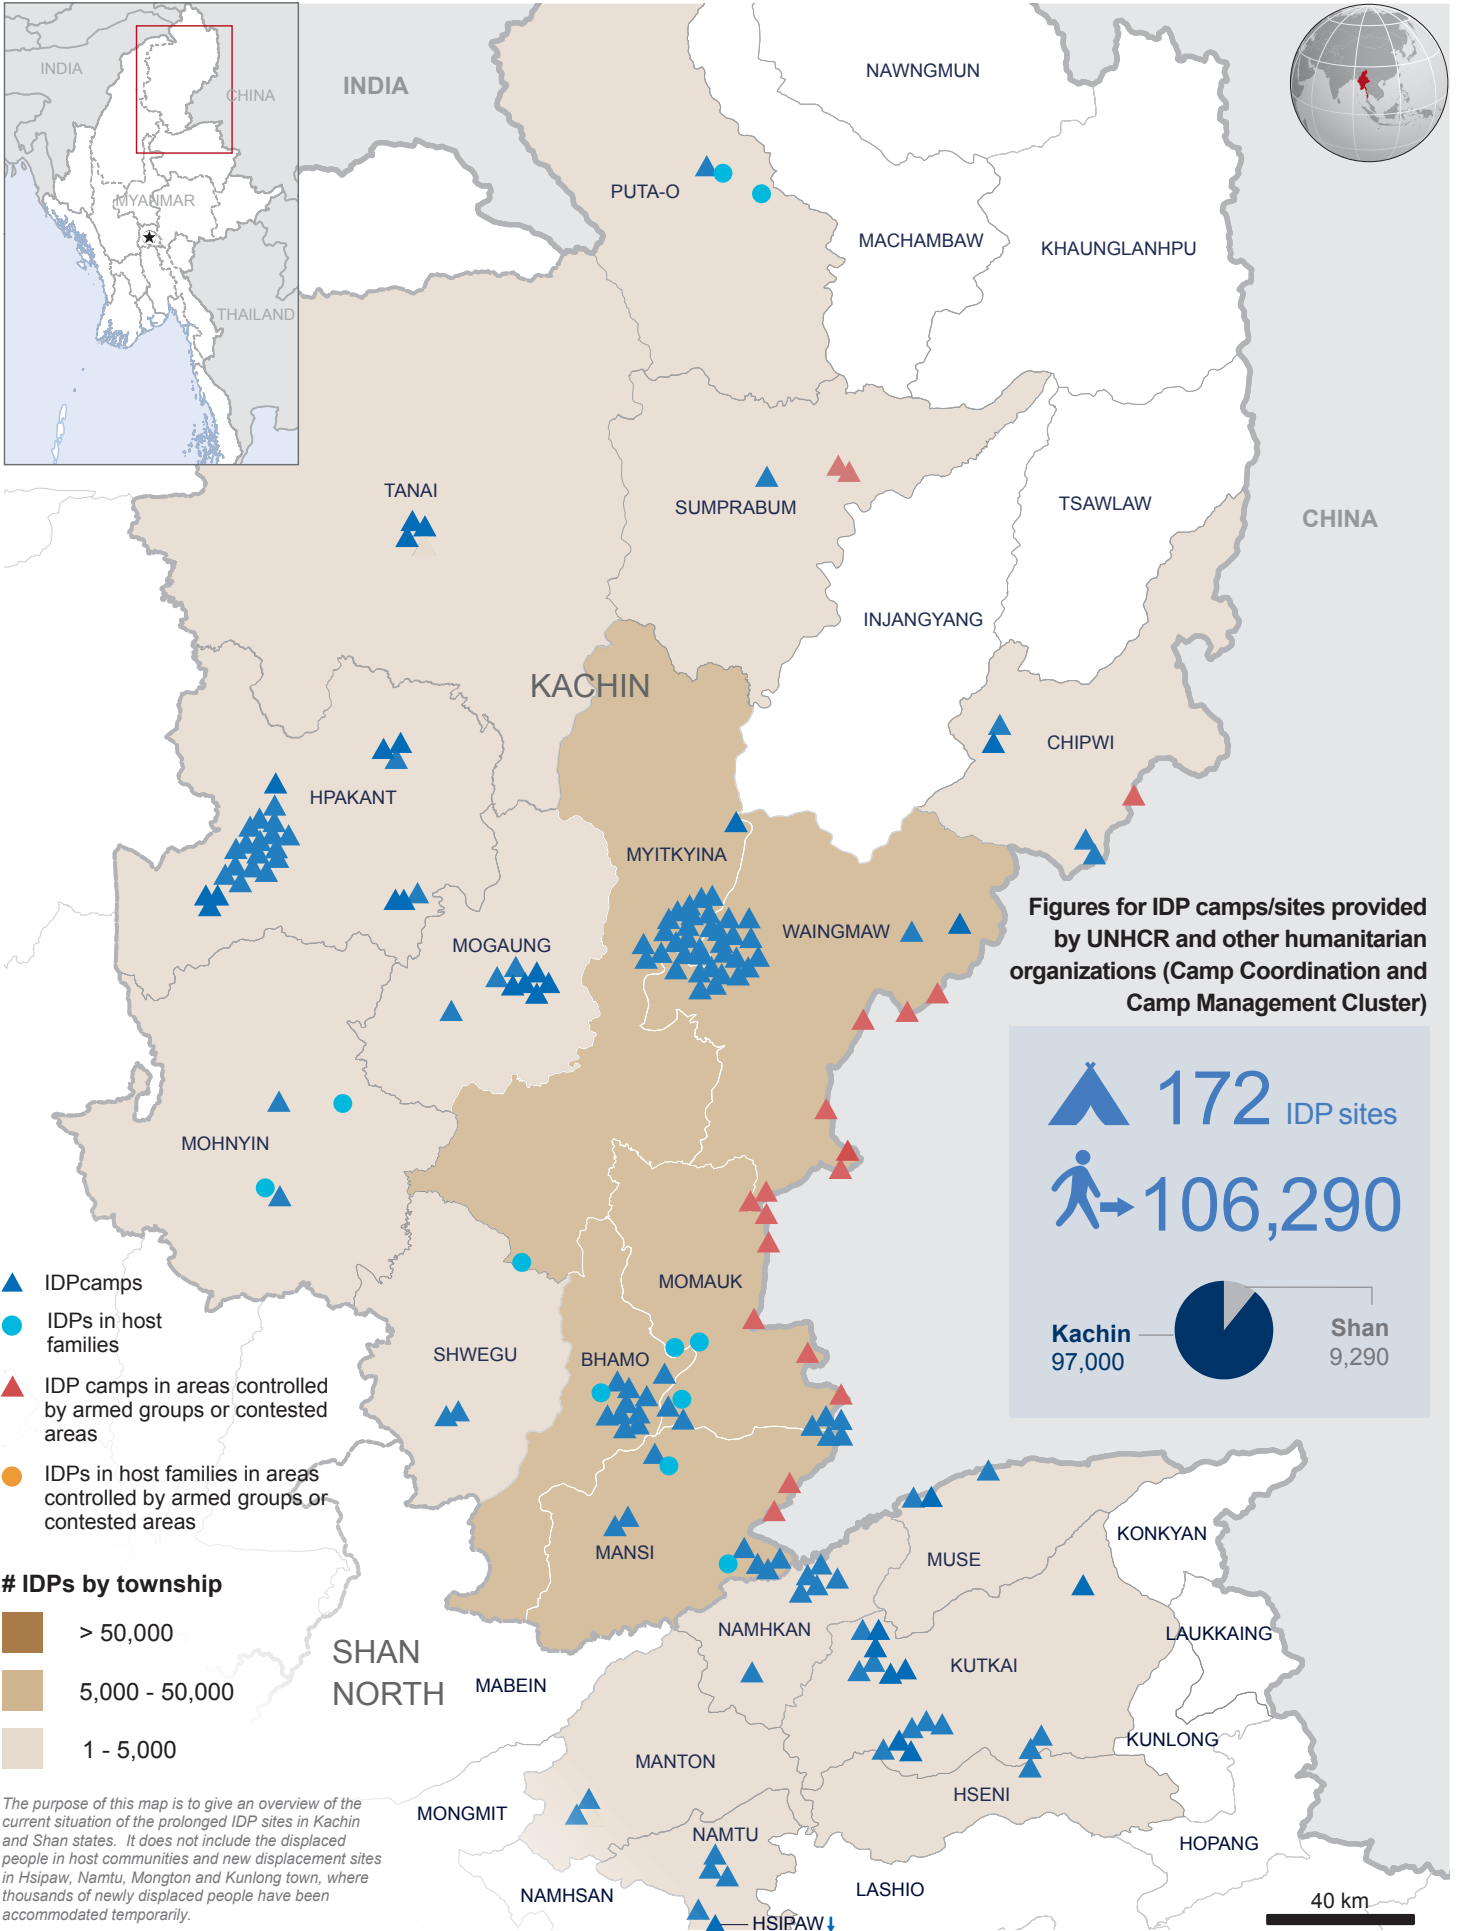 INDIA
CHINA
MYANMAR
THAILAND
INDIA
NAWNGMUN
PUTA-O
MACHAMBAW
KHAUNGLANHPU
TANAI
SUMPRABUM
TSAWLAW
CHINA
INJANGYANG
KACHIN
CHIPWI
HPAKANT
MYITKYINA
WAINGMAW
MOGAUNG
Figures for IDP camps/sites provided
by UNHCR and other humanitarian
organizations (Camp Coordination and
Camp Management Cluster)
172 IDP sites
106,290
Kachin
97,000
Shan
9,290
MOHNYIN
MOMAUK
SHWEGU
BHAMO
MANSI
IDPcamps
IDPs in host
families
IDP camps in areas controlled
by armed groups or contested
areas
IDPs in host families in areas
controlled by armed groups or
contested areas
# IDPs by township
> 50,000
5,000 - 50,000
1 - 5,000
SHAN
NORTH
KONKYAN
MUSE
NAMHKAN
LAUKKAING
KUTKAI
MABEIN
KUNLONG
MANTON
HSENI
MONGMIT
NAMTU
HOPANG
NAMHSAN
LASHIO
HSIPAW
The purpose of this map is to give an overview of the
current situation of the prolonged IDP sites in Kachin
and Shan states. It does not include the displaced
people in host communities and new displacement sites
in Hsipaw, Namtu, Mongton and Kunlong town, where
thousands of newly displaced people have been
accommodated temporarily.
40 km